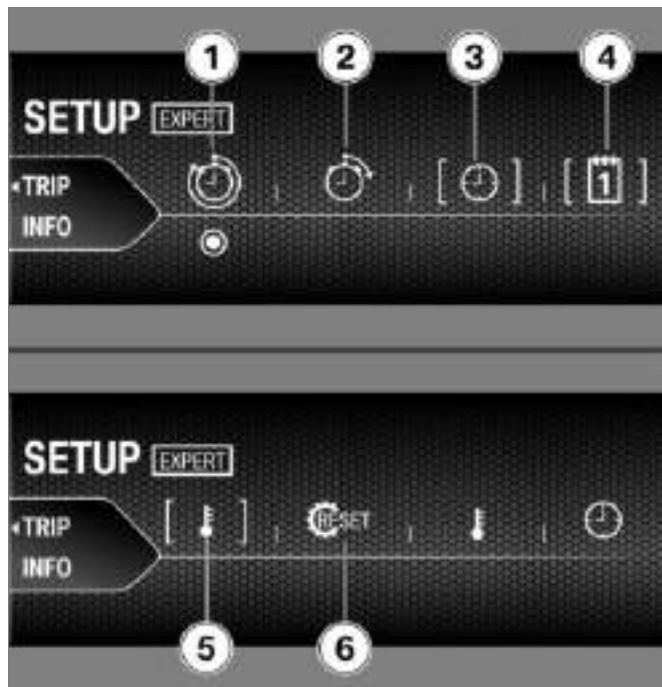 1 2 3 4
SETUP EXPERT
TRIP
INFO
1
SETUP EXPERT
TRIP
INFO
RESET
5 6